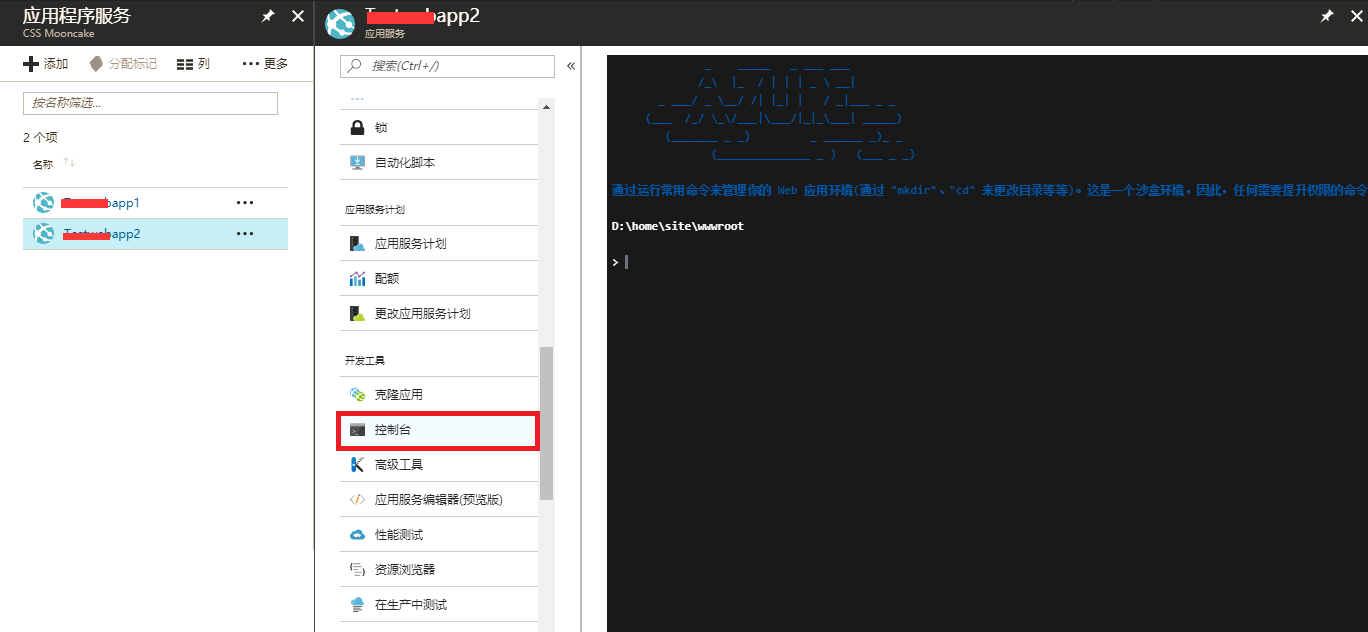 应用程序服务
CSS Mooncake
添加
分配标记
列
更多
按名称筛选...
2 个项
名称
app1
app2
bapp2
应用服务
搜索(Ctrl+/)
锁
自动化脚本
应用服务计划
应用服务计划
配额
更改应用服务计划
开发工具
克隆应用
控制台
高级工具
应用服务编辑器(预览版)
性能测试
资源浏览器
在生产中测试
通过运行常用命令来管理你的 Web 应用环境(通过 "mkdir"、"cd" 来更改目录等等)。这是一个沙盒环境，因此，任何需要提升权限的命令
D:\home\site\wwwroot
>